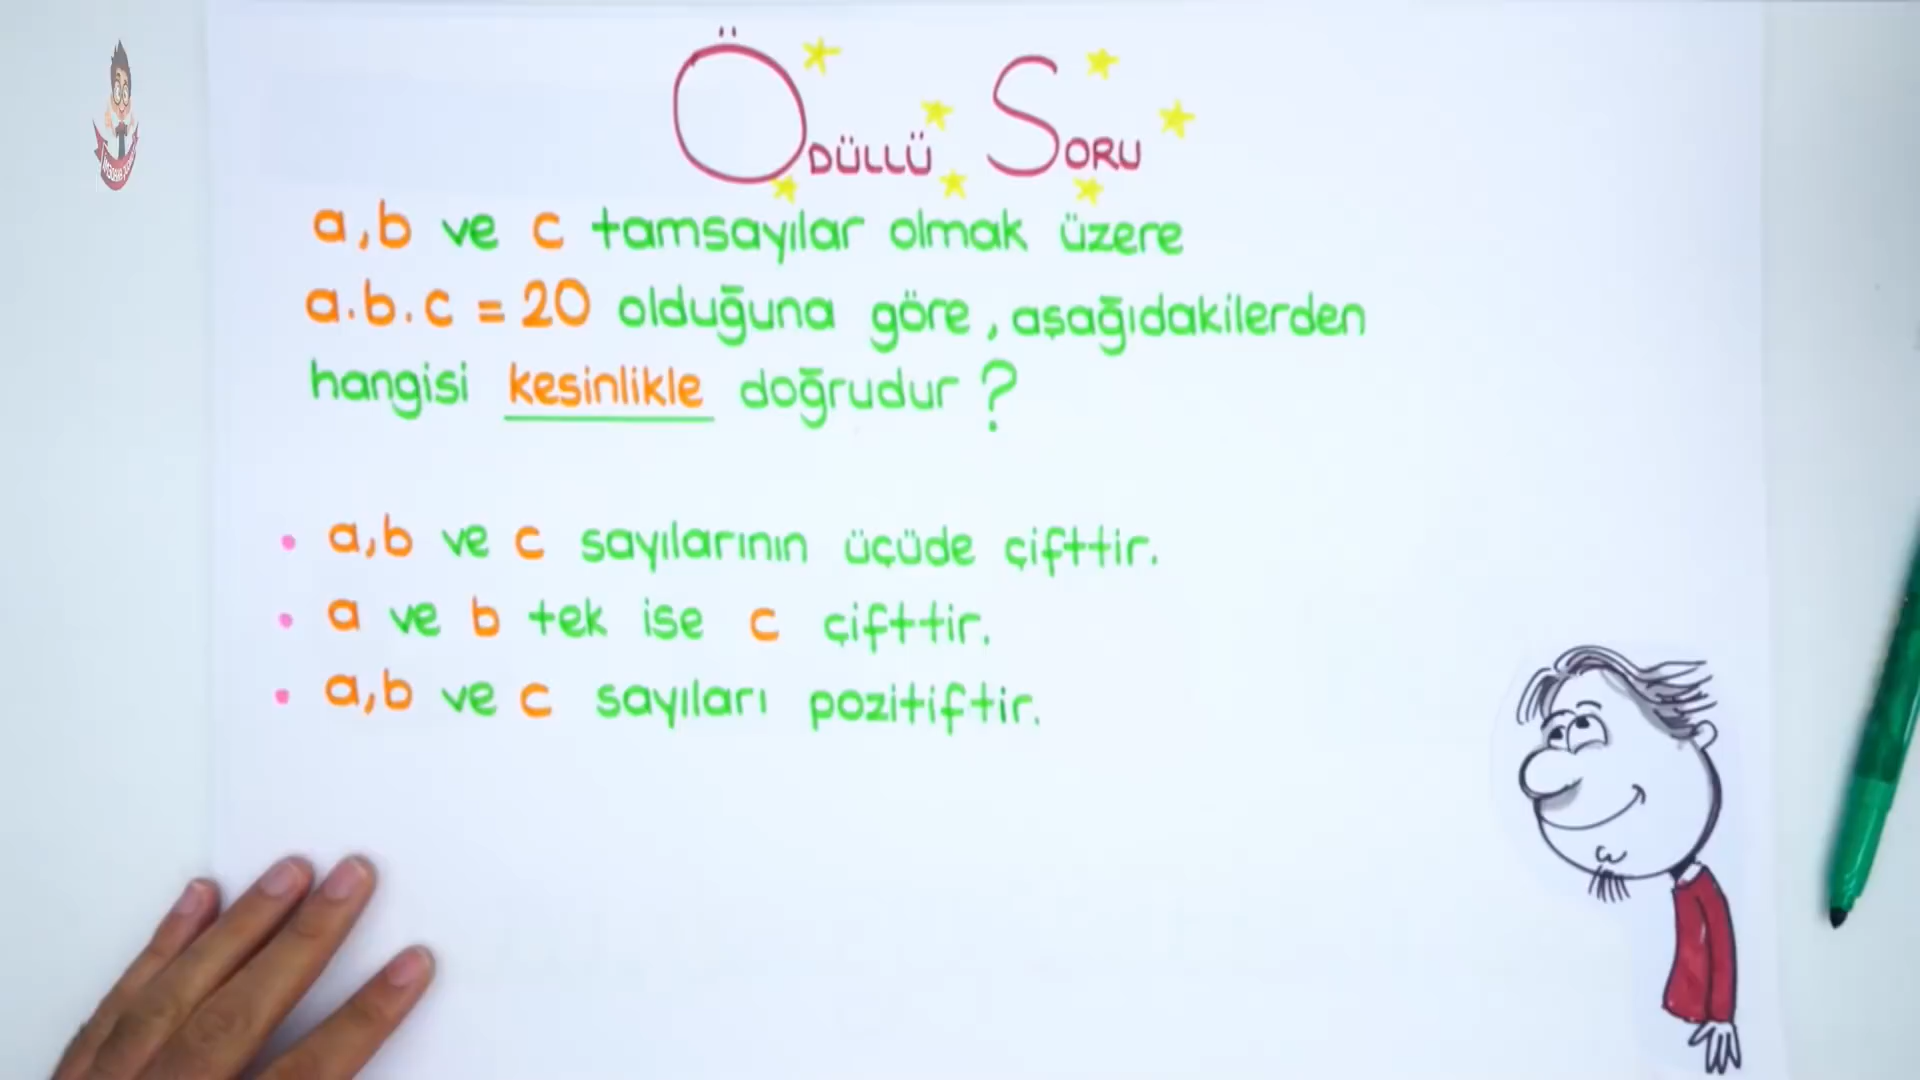 ÖDÜLLÜ SORU
a,b ve c tamsayılar olmak üzere
a.b.c = 20 olduğuna göre, aşağıdakilerden
hangisi kesinlikle doğrudur?
• a,b ve c sayılarının üçüde çifttir.
• a ve b tek ise c çifttir.
• a,b ve c sayıları pozitiftir.